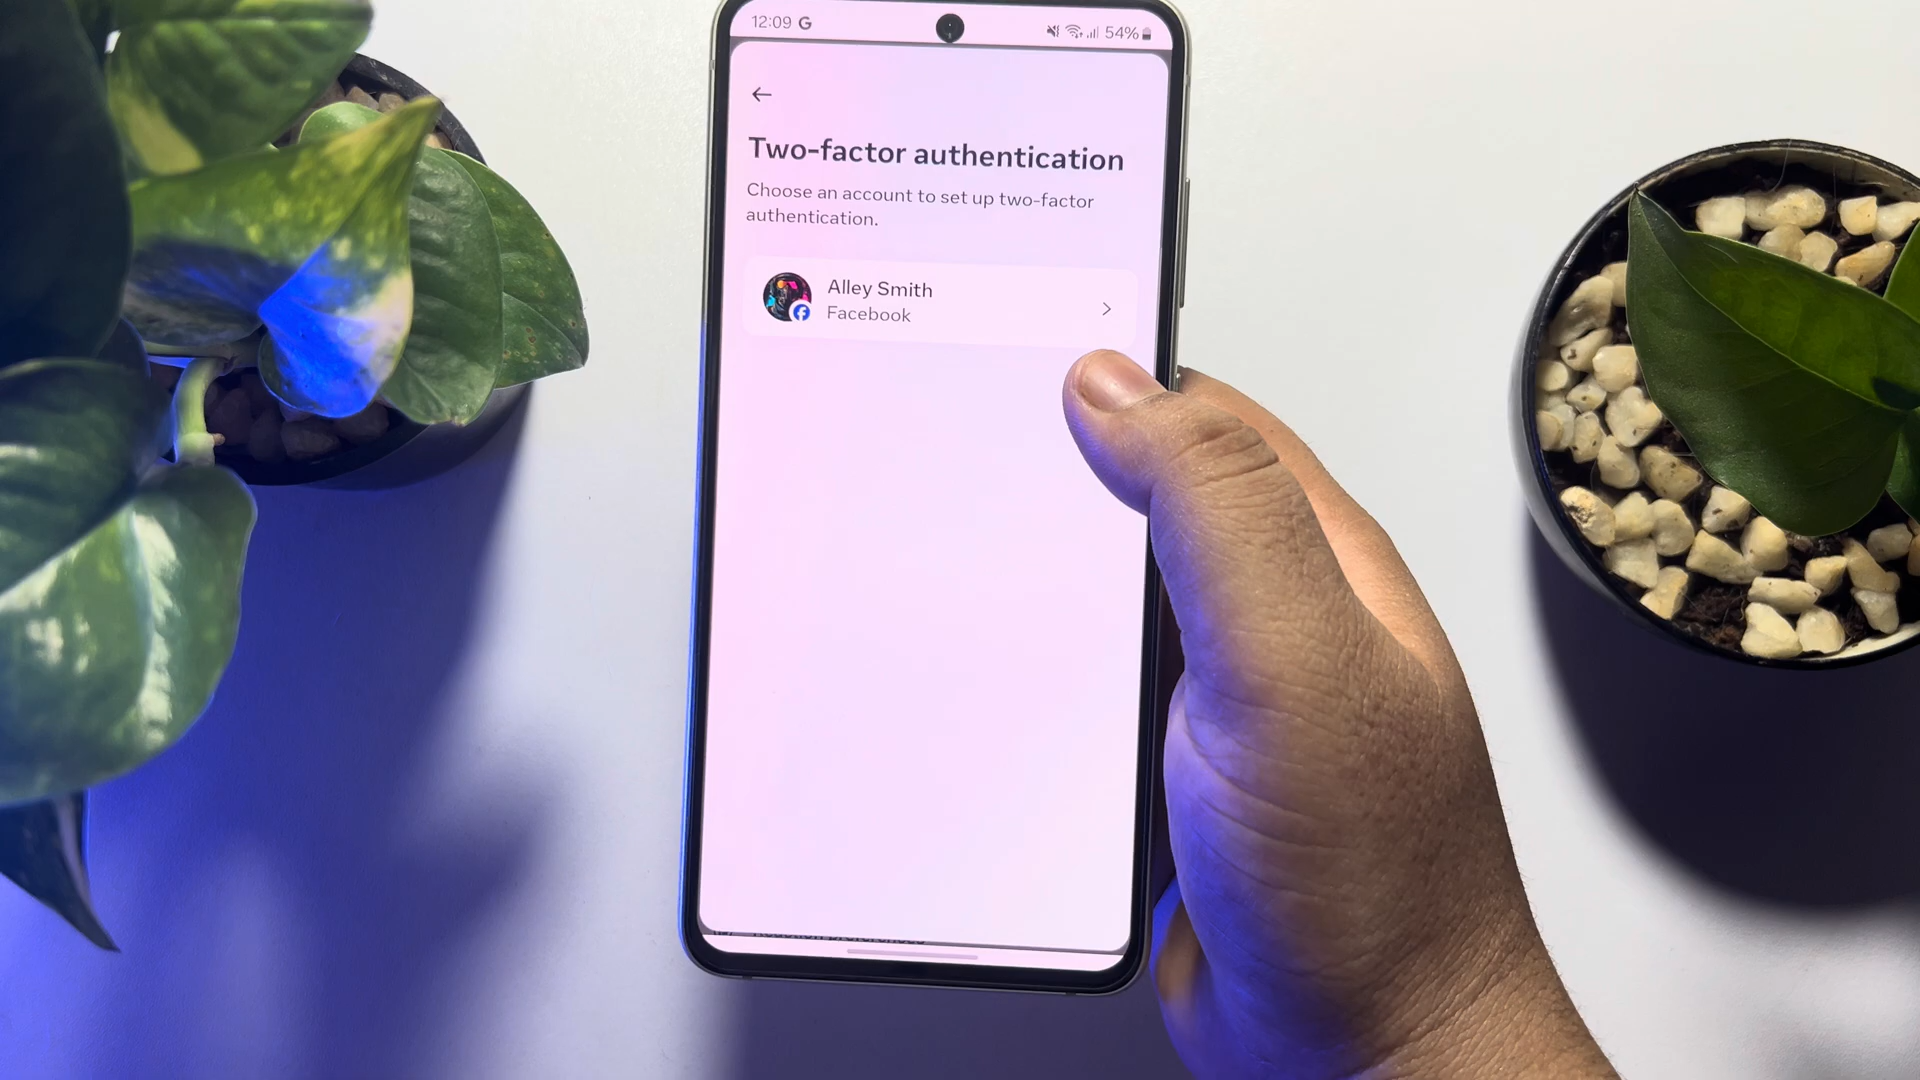 12:09 G
54%
Two-factor authentication
Choose an account to set up two-factor
authentication.
Alley Smith
Facebook